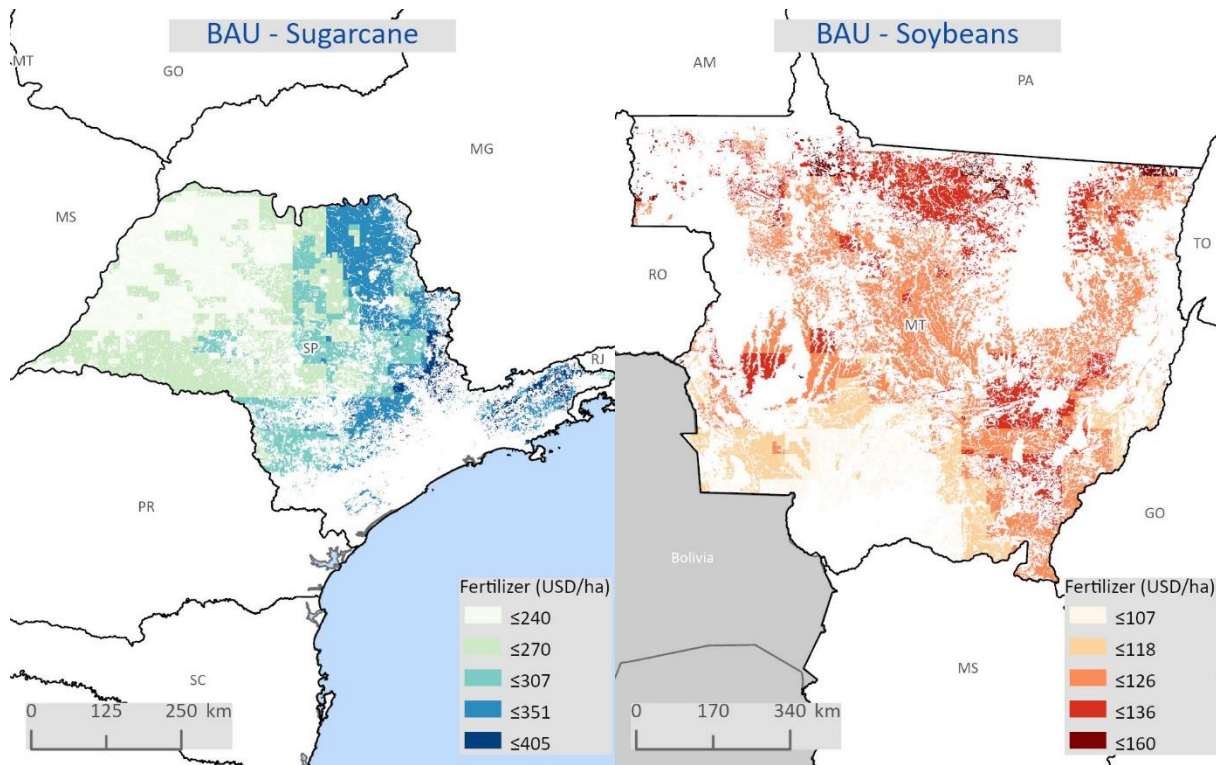 BAU - Sugarcane
MT
GO
MG
MS
SP
RJ
PR
SC
Fertilizer (USD/ha)
≤240
≤270
≤307
≤351
≤405
0 125 250 km
BAU - Soybeans
AM
PA
TO
RO
MT
GO
Bolivia
MS
Fertilizer (USD/ha)
≤107
≤118
≤126
≤136
≤160
0 170 340 km